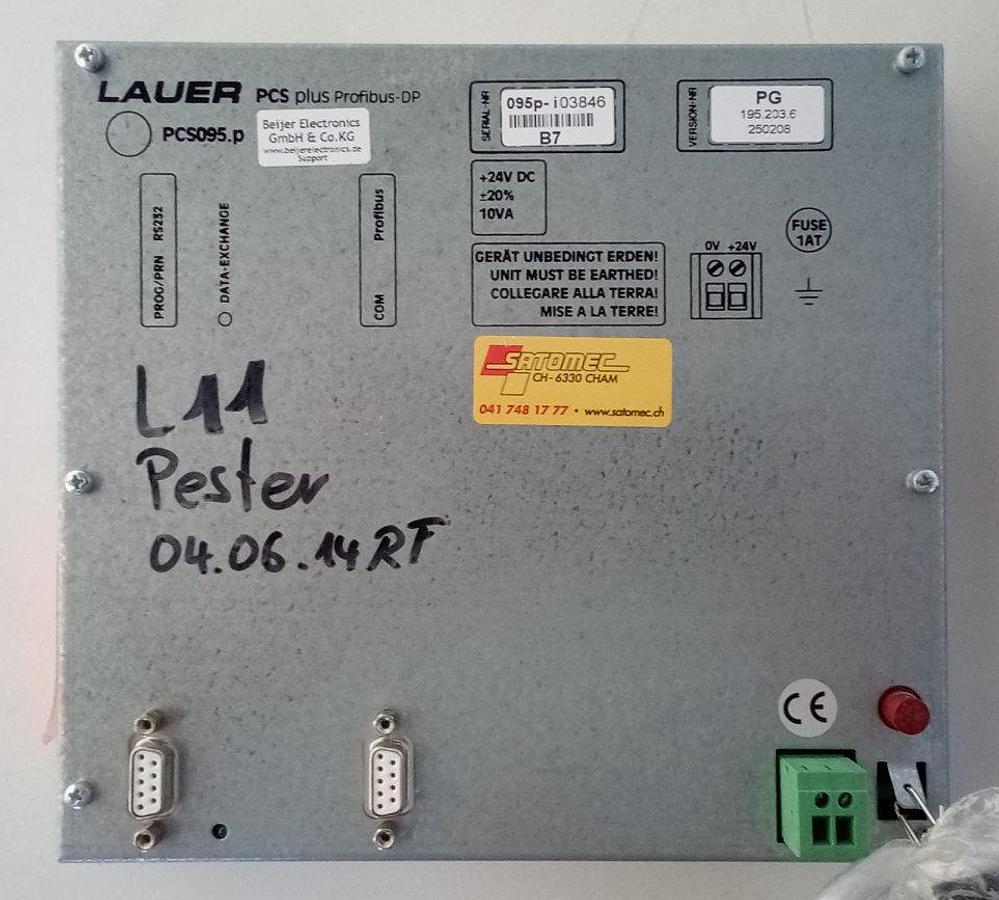 LAUER PCS plus Profibus-DP
PCS095.p
Beijer Electronics
GmbH & Co.KG
www.beijerelectronics.de
Support
SERIAL-NR
095p-i03846
B7
VERSION-NR
PG
195.203.6
250208
PROG/PRN RS232
DATA-EXCHANGE
COM Profibus
+24V DC
±20%
10VA
GERÄT UNBEDINGT ERDEN!
UNIT MUST BE EARTHED!
COLLEGARE ALLA TERRA!
MISE A LA TERRE!
0V +24V
FUSE
1AT
SATOMEC
CH-6330 CHAM
041 748 17 77 • www.satomec.ch
L11
Pester
04.06.14 RF
CE